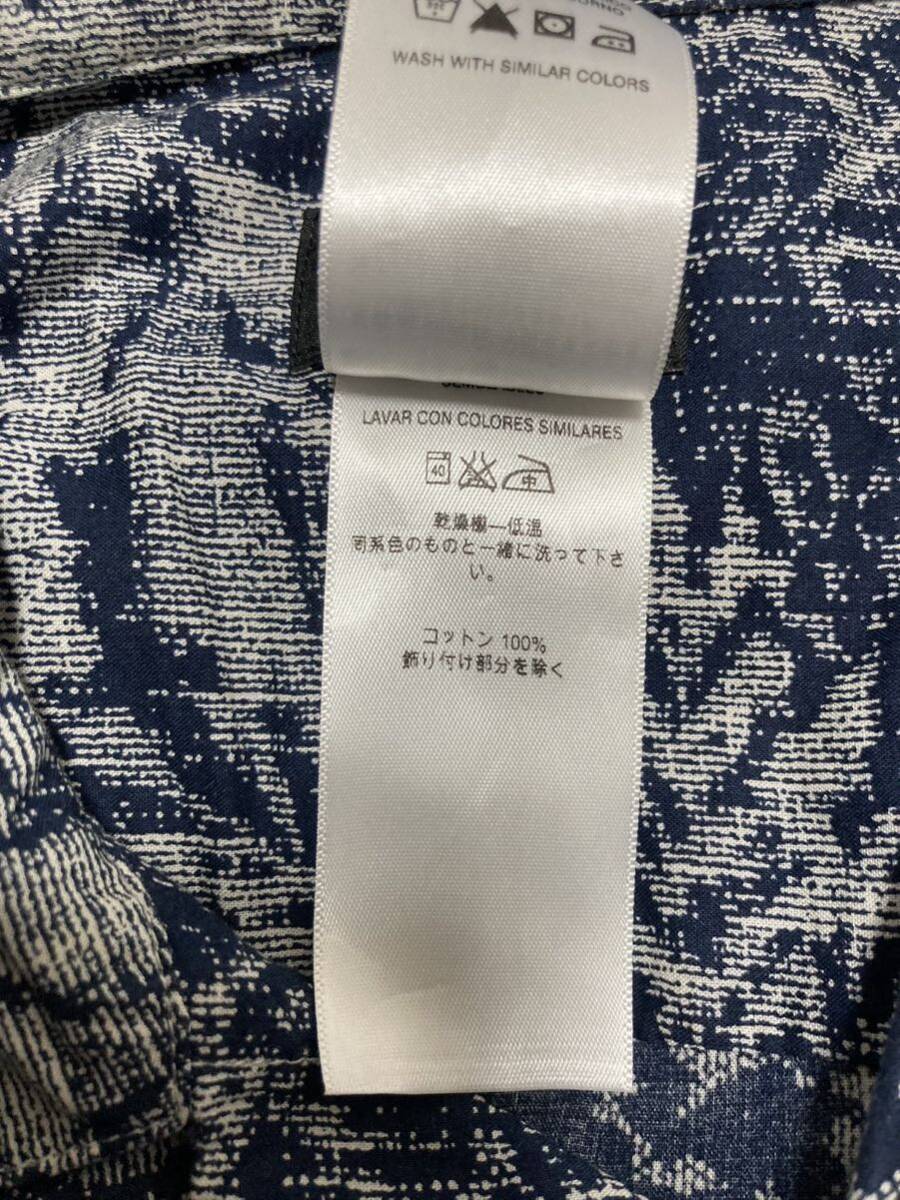 WASH WITH SIMILAR COLORS
LAVAR CON COLORES SIMILARES
40 中
乾燥機—低温
同系色のものと一緒に洗って下さ
い。
コットン 100%
飾り付け部分を除く